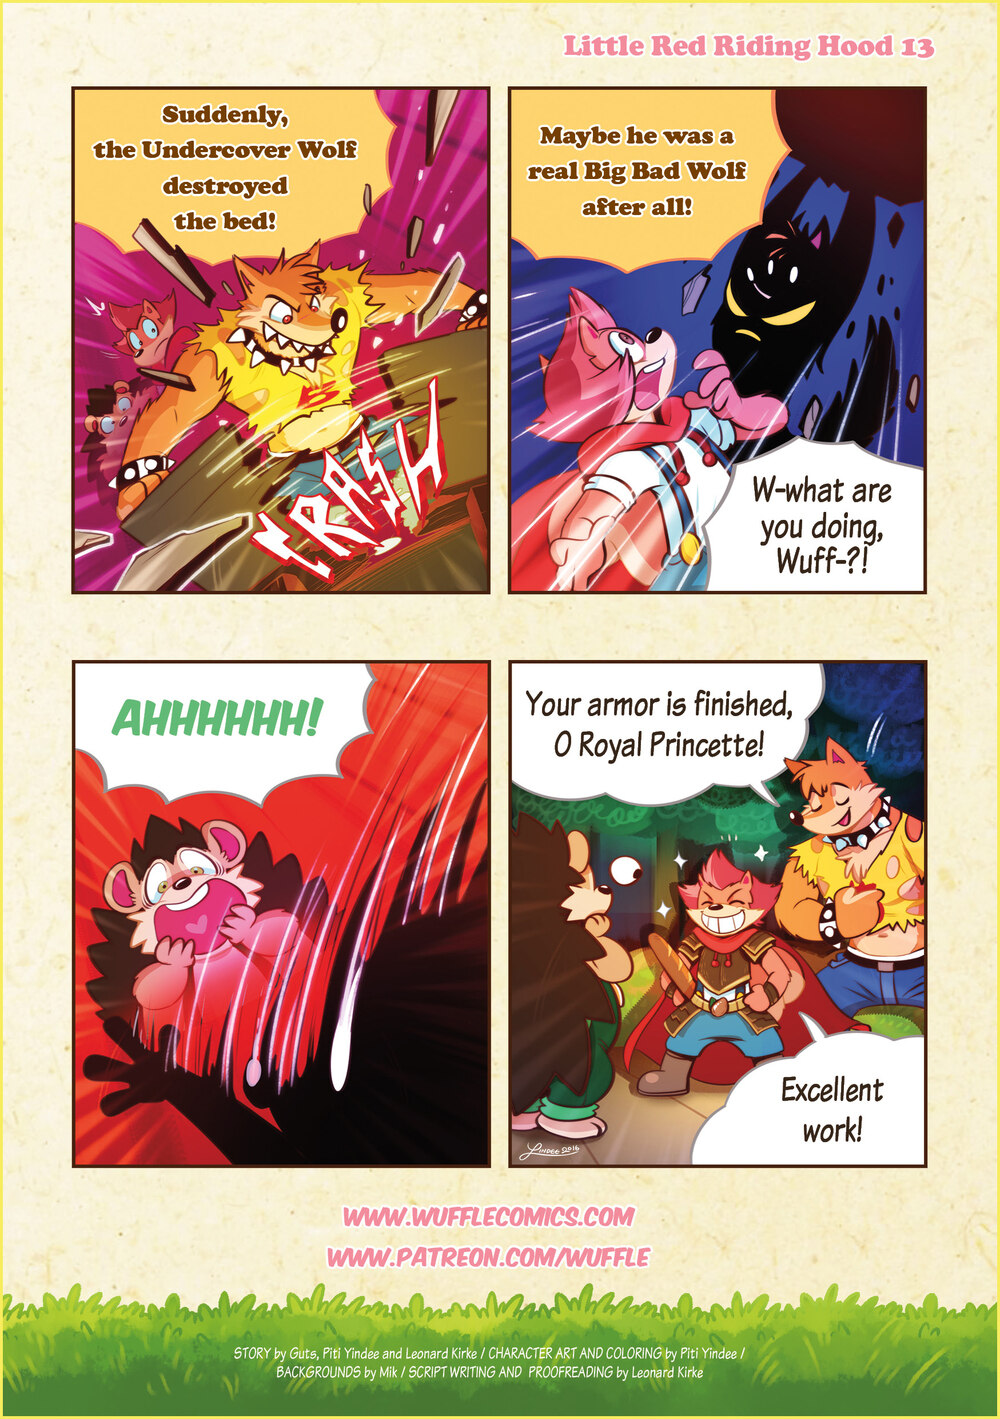 Little Red Riding Hood 13
Suddenly,
the Undercover Wolf
destroyed
the bed!
CRASH
Maybe he was a
real Big Bad Wolf
after all!
W-what are
you doing,
Wuff-?!
AHHHHHH!
Your armor is finished,
O Royal Princette!
Excellent
work!
Yindee 2016
WWW.WUFFLECOMICS.COM
WWW.PATREON.COM/WUFFLE
STORY by Guts, Piti Yindee and Leonard Kirke / CHARACTER ART AND COLORING by Piti Yindee /
BACKGROUNDS by Mik / SCRIPT WRITING AND PROOFREADING by Leonard Kirke